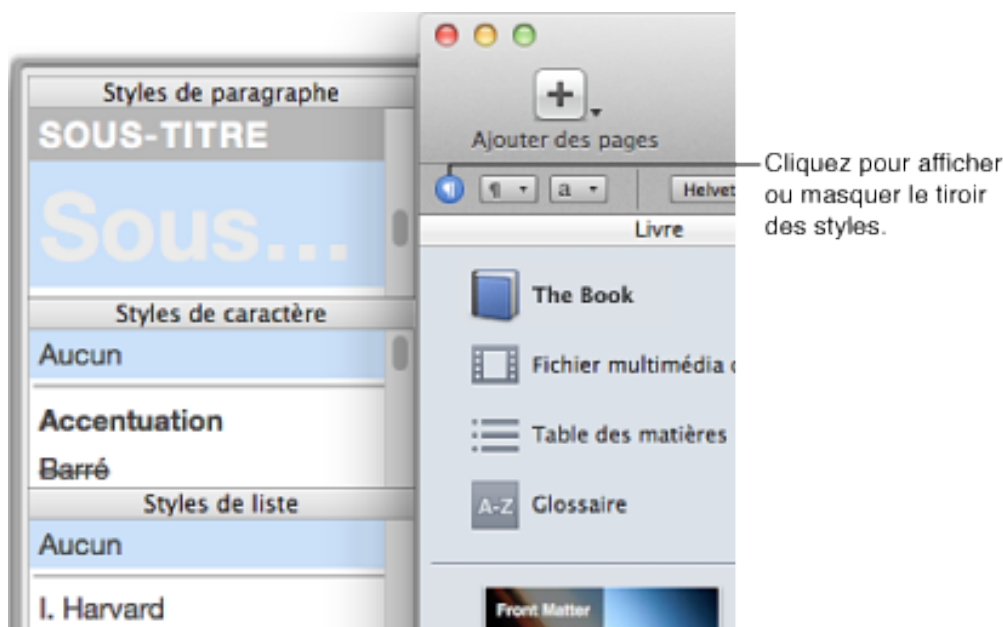 Styles de paragraphe
SOUS-TITRE
Sous...
Styles de caractère
Aucun
Accentuation
Barré
Styles de liste
Aucun
I. Harvard
Ajouter des pages
a
Helvet
Livre
The Book
Fichier multimédia
Table des matières
A-Z Glossaire
Front Matter
Cliquez pour afficher
ou masquer le tiroir
des styles.